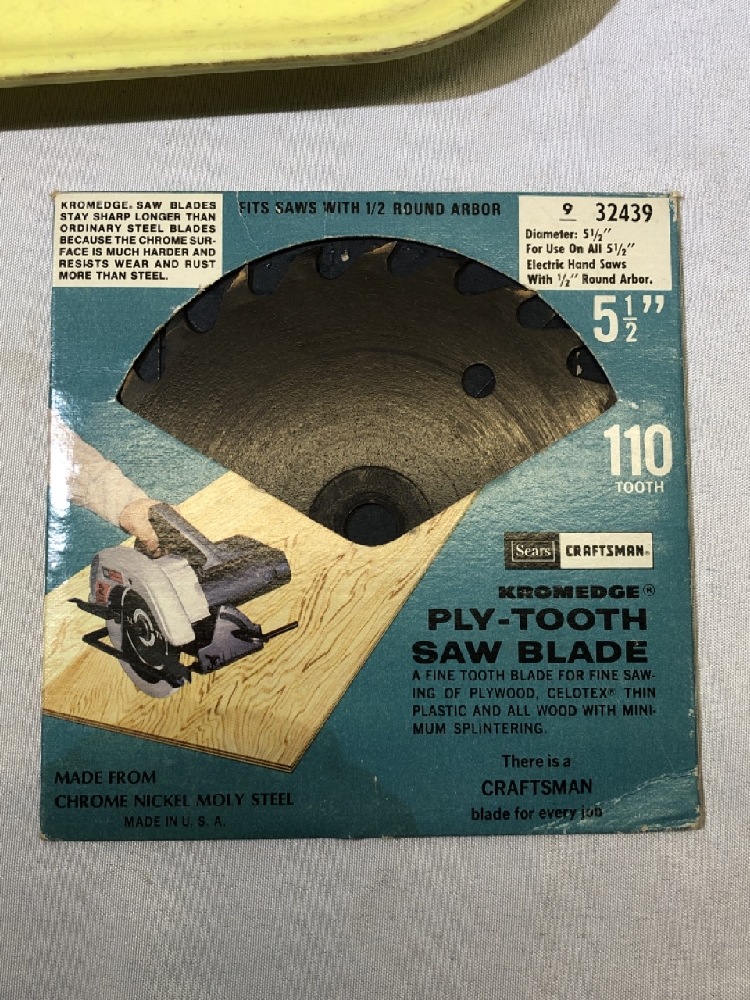 KROMEDGE® SAW BLADES
STAY SHARP LONGER THAN
ORDINARY STEEL BLADES
BECAUSE THE CHROME SUR-
FACE IS MUCH HARDER AND
RESISTS WEAR AND RUST
MORE THAN STEEL.
FITS SAWS WITH 1/2 ROUND ARBOR
9 32439
Diameter: 5½"
For Use On All 5½"
Electric Hand Saws
With ½" Round Arbor.
5½"
110
TOOTH
Sears CRAFTSMAN®
KROMEDGE®
PLY-TOOTH
SAW BLADE
A FINE TOOTH BLADE FOR FINE SAW-
ING OF PLYWOOD, CELOTEX® THIN
PLASTIC AND ALL WOOD WITH MINI-
MUM SPLINTERING.
There is a
CRAFTSMAN
blade for every job
MADE FROM
CHROME NICKEL MOLY STEEL
MADE IN U. S. A.